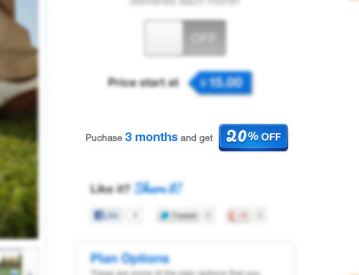 delivered each month
OFF
Price start at $15.00
Puchase 3 months and get 20% OFF
Like it? Share it!
Like
Tweet
Plan Options
These are some of the plan options that you